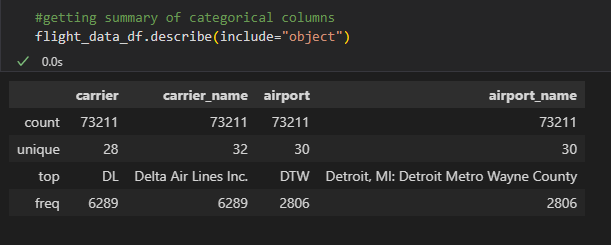 #getting summary of categorical columns
flight_data_df.describe(include="object")
0.0s
carrier carrier_name airport airport_name
count 73211 73211 73211 73211
unique 28 32 30 30
top DL Delta Air Lines Inc. DTW Detroit, MI: Detroit Metro Wayne County
freq 6289 6289 2806 2806